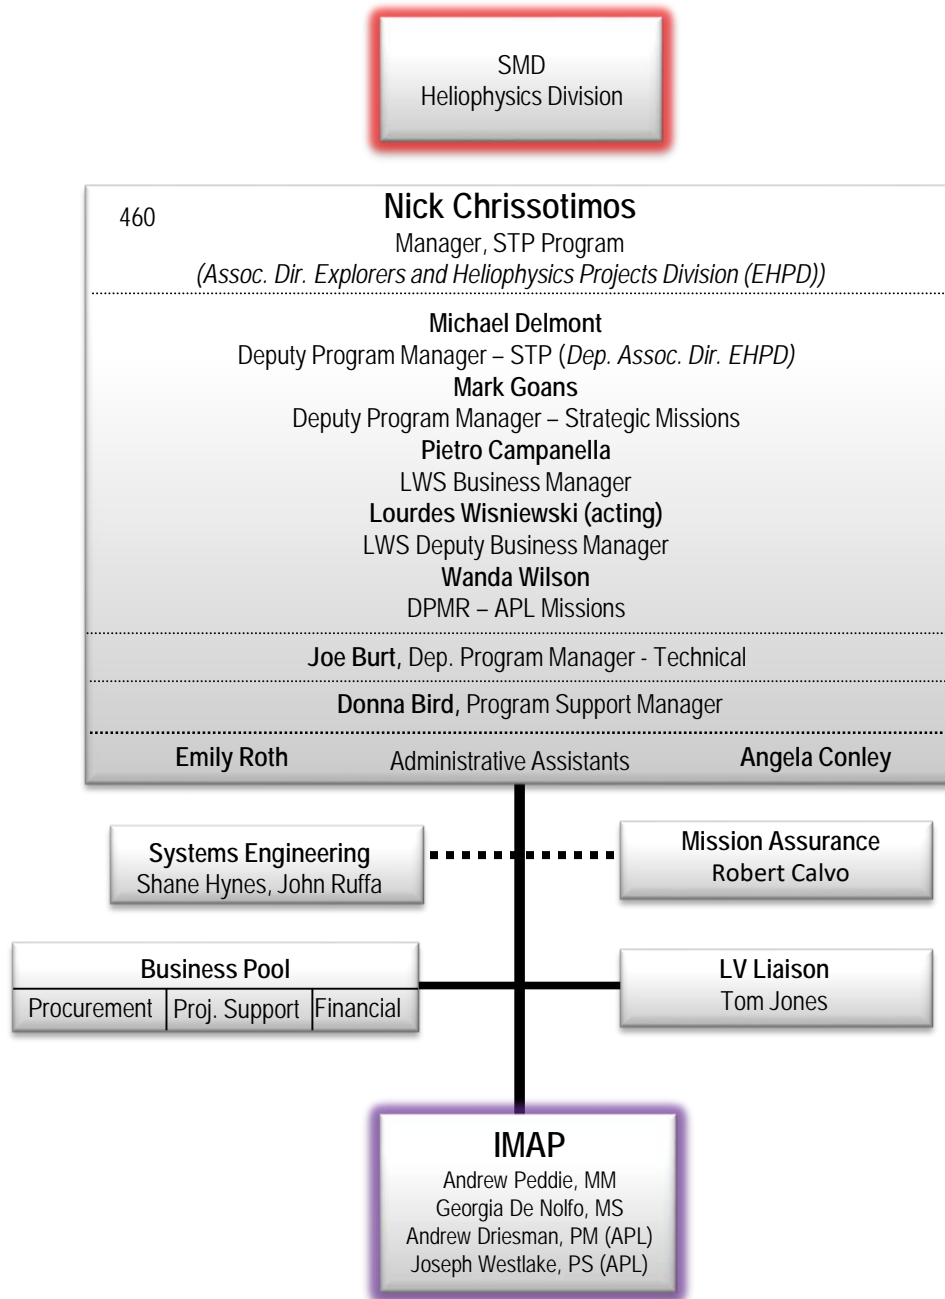 SMD
Heliophysics Division
460
Nick Chrissotimos
Manager, STP Program
(Assoc. Dir. Explorers and Heliophysics Projects Division (EHPD))
Michael Delmont
Deputy Program Manager – STP (Dep. Assoc. Dir. EHPD)
Mark Goans
Deputy Program Manager – Strategic Missions
Pietro Campanella
LWS Business Manager
Lourdes Wisniewski (acting)
LWS Deputy Business Manager
Wanda Wilson
DPMR – APL Missions
Joe Burt, Dep. Program Manager - Technical
Donna Bird, Program Support Manager
Emily Roth Administrative Assistants Angela Conley
Systems Engineering
Shane Hynes, John Ruffa
Mission Assurance
Robert Calvo
Business Pool
Procurement Proj. Support Financial
LV Liaison
Tom Jones
IMAP
Andrew Peddie, MM
Georgia De Nolfo, MS
Andrew Driesman, PM (APL)
Joseph Westlake, PS (APL)